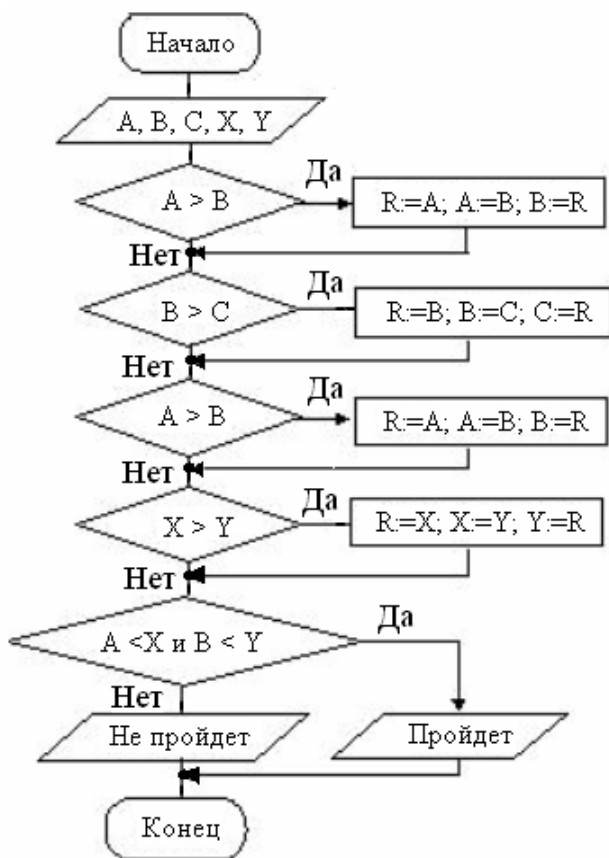 Начало
A, B, C, X, Y
Да
A > B
R:=A; A:=B; B:=R
Нет
Да
B > C
R:=B; B:=C; C:=R
Нет
Да
A > B
R:=A; A:=B; B:=R
Нет
Да
X > Y
R:=X; X:=Y; Y:=R
Нет
Да
A <X и B < Y
Нет
Не пройдет
Пройдет
Конец